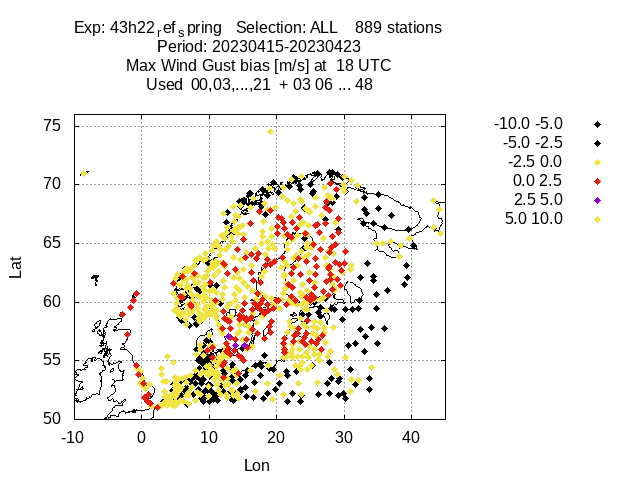 Exp: 43h22ref_spring Selection: ALL 889 stations
Period: 20230415-20230423
Max Wind Gust bias [m/s] at 18 UTC
Used 00,03,...,21 + 03 06 ... 48
-10.0 -5.0
-5.0 -2.5
-2.5 0.0
0.0 2.5
2.5 5.0
5.0 10.0
75
70
65
60
55
50
Lat
-10 0 10 20 30 40
Lon